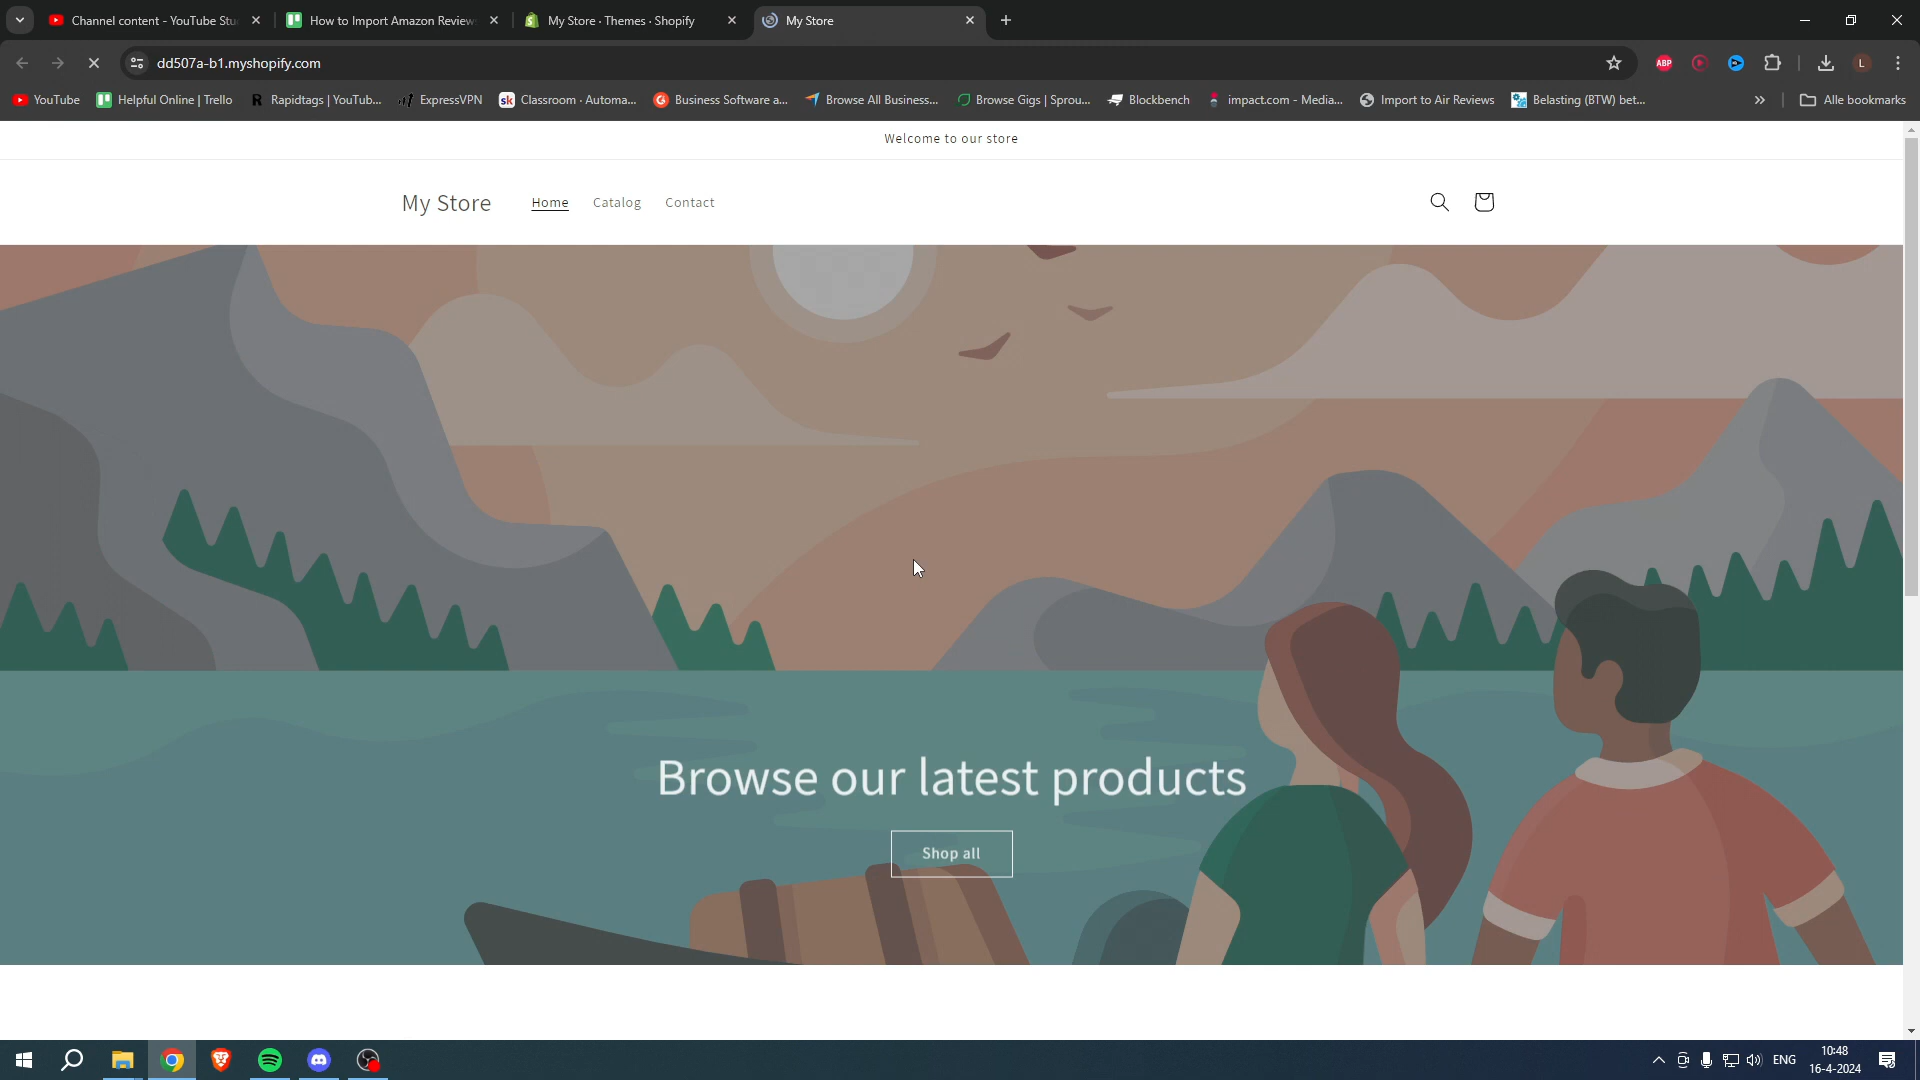 Channel content - YouTube Stu
How to Import Amazon Review
My Store · Themes · Shopify
My Store
dd507a-b1.myshopify.com
ABP
L
YouTube
Helpful Online | Trello
R Rapidtags | YouTub...
ExpressVPN
sk Classroom - Automa...
Business Software a...
Browse All Business...
Browse Gigs | Sprou...
Blockbench
impact.com - Media...
Import to Air Reviews
Belasting (BTW) bet...
Alle bookmarks
Welcome to our store
My Store
Home
Catalog
Contact
Browse our latest products
Shop all
ENG
10:48
16-4-2024